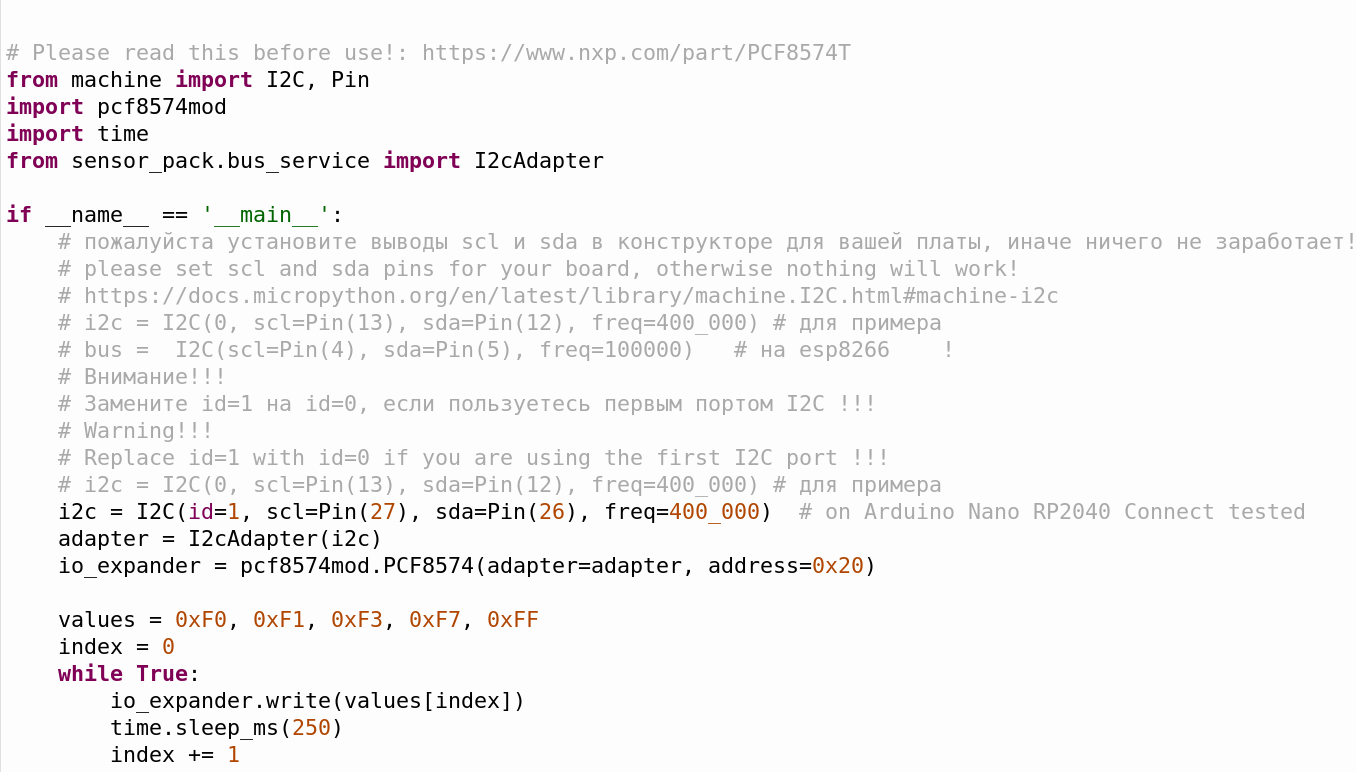 # Please read this before use!: https://www.nxp.com/part/PCF8574T
from machine import I2C, Pin
import pcf8574mod
import time
from sensor_pack.bus_service import I2cAdapter

if __name__ == '__main__':
    # пожалуйста установите выводы scl и sda в конструкторе для вашей платы, иначе ничего не заработает!
    # please set scl and sda pins for your board, otherwise nothing will work!
    # https://docs.micropython.org/en/latest/library/machine.I2C.html#machine-i2c
    # i2c = I2C(0, scl=Pin(13), sda=Pin(12), freq=400_000) # для примера
    # bus =  I2C(scl=Pin(4), sda=Pin(5), freq=100000)   # на esp8266    !
    # Внимание!!!
    # Замените id=1 на id=0, если пользуетесь первым портом I2C !!!
    # Warning!!!
    # Replace id=1 with id=0 if you are using the first I2C port !!!
    # i2c = I2C(0, scl=Pin(13), sda=Pin(12), freq=400_000) # для примера
    i2c = I2C(id=1, scl=Pin(27), sda=Pin(26), freq=400_000)  # on Arduino Nano RP2040 Connect tested
    adapter = I2cAdapter(i2c)
    io_expander = pcf8574mod.PCF8574(adapter=adapter, address=0x20)

    values = 0xF0, 0xF1, 0xF3, 0xF7, 0xFF
    index = 0
    while True:
        io_expander.write(values[index])
        time.sleep_ms(250)
        index += 1